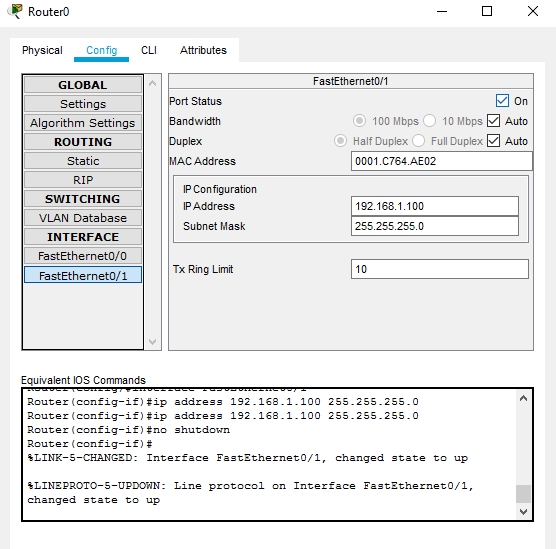 Router0
Physical Config CLI Attributes
GLOBAL
Settings
Algorithm Settings
ROUTING
Static
RIP
SWITCHING
VLAN Database
INTERFACE
FastEthernet0/0
FastEthernet0/1
FastEthernet0/1
Port Status On
Bandwidth 100 Mbps 10 Mbps Auto
Duplex Half Duplex Full Duplex Auto
MAC Address 0001.C764.AE02
IP Configuration
IP Address 192.168.1.100
Subnet Mask 255.255.255.0
Tx Ring Limit 10
Equivalent IOS Commands
Router(config-if)#ip address 192.168.1.100 255.255.255.0
Router(config-if)#ip address 192.168.1.100 255.255.255.0
Router(config-if)#no shutdown
Router(config-if)#
%LINK-5-CHANGED: Interface FastEthernet0/1, changed state to up
%LINEPROTO-5-UPDOWN: Line protocol on Interface FastEthernet0/1,
changed state to up